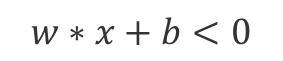 w * x + b < 0